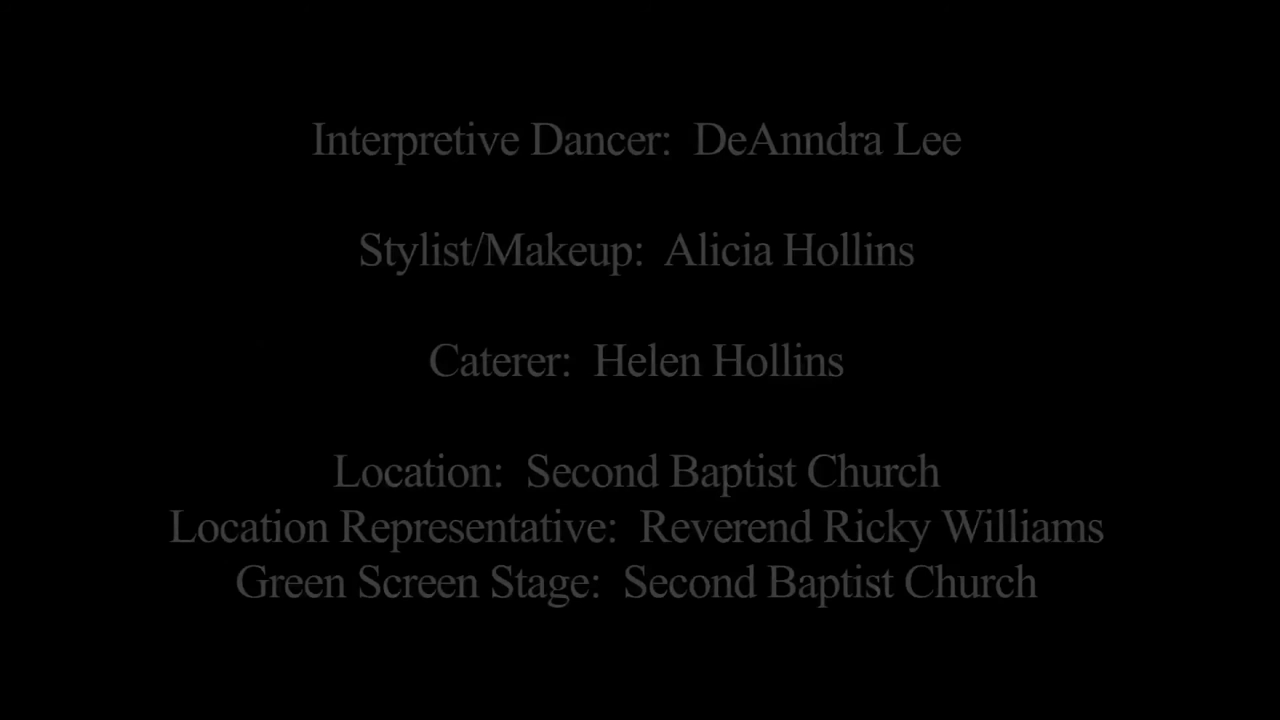 Interpretive Dancer: DeAnndra Lee
Stylist/Makeup: Alicia Hollins
Caterer: Helen Hollins
Location: Second Baptist Church
Location Representative: Reverend Ricky Williams
Green Screen Stage: Second Baptist Church